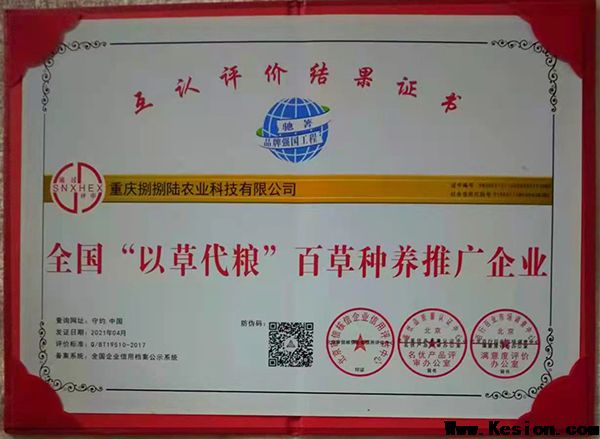 互认评价结果证书
驰誉
品牌强国工程
SNXHEX
重庆捌捌陆农业科技有限公司
证书编号:
全国“以草代粮”百草种养推广企业
查询网址: 守约.中国
发证日期: 2021年04月
评价标准: Q/BT19510-2017
备案系统: 全国企业信用档案公示系统
防伪码:
北京
名优产品评
审办公室
北京
满意度评价
办公室
Www.Kesion.com